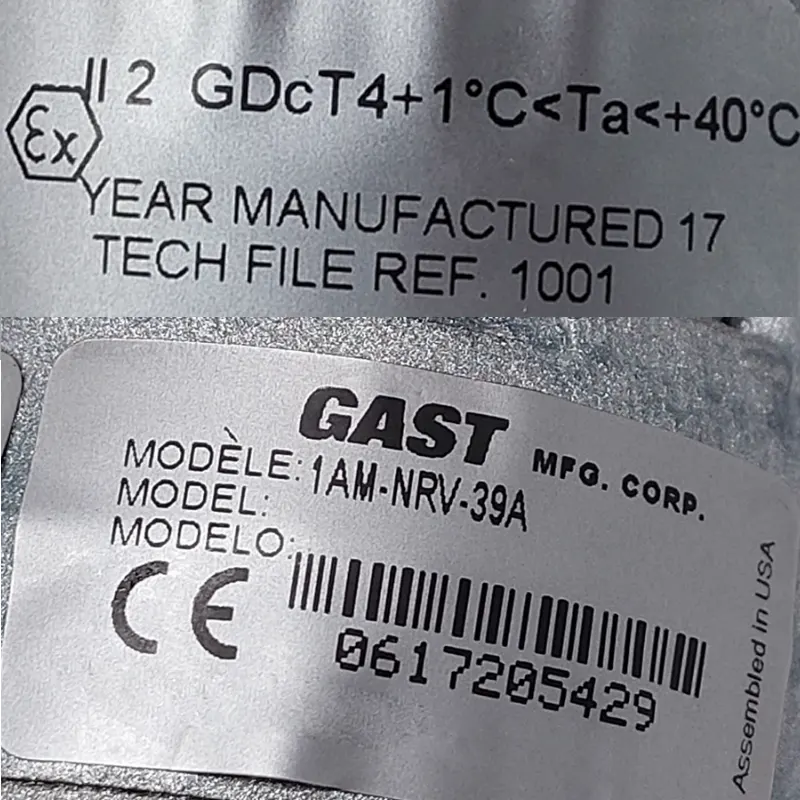 Ex II 2 GDcT4+1°C<Ta<+40°C
YEAR MANUFACTURED 17
TECH FILE REF. 1001
GAST MFG. CORP.
MODÈLE: 1AM-NRV-39A
MODEL:
MODELO:
CE
0617205429
Assembled in USA